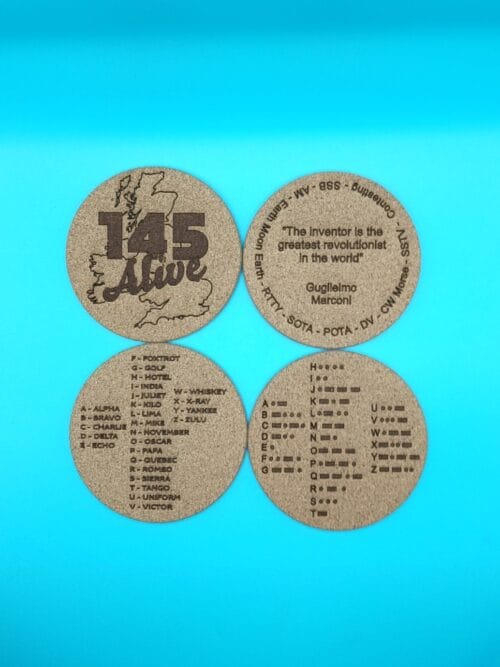 145
Alive
"The inventor is the
greatest revolutionist
in the world"
Guglielmo
Marconi
Earth Moon Earth - RTTY - SOTA - POTA - DV - CW Morse - SSTV - Contesting - SSB - AM -
A - ALPHA
B - BRAVO
C - CHARLIE
D - DELTA
E - ECHO
F - FOXTROT
G - GOLF
H - HOTEL
I - INDIA
J - JULIET
K - KILO
L - LIMA
M - MIKE
N - NOVEMBER
O - OSCAR
P - PAPA
Q - QUEBEC
R - ROMEO
S - SIERRA
T - TANGO
U - UNIFORM
V - VICTOR
W - WHISKEY
X - X-RAY
Y - YANKEE
Z - ZULU
A
B
C
D
E
F
G
H
I
J
K
L
M
N
O
P
Q
R
S
T
U
V
W
X
Y
Z